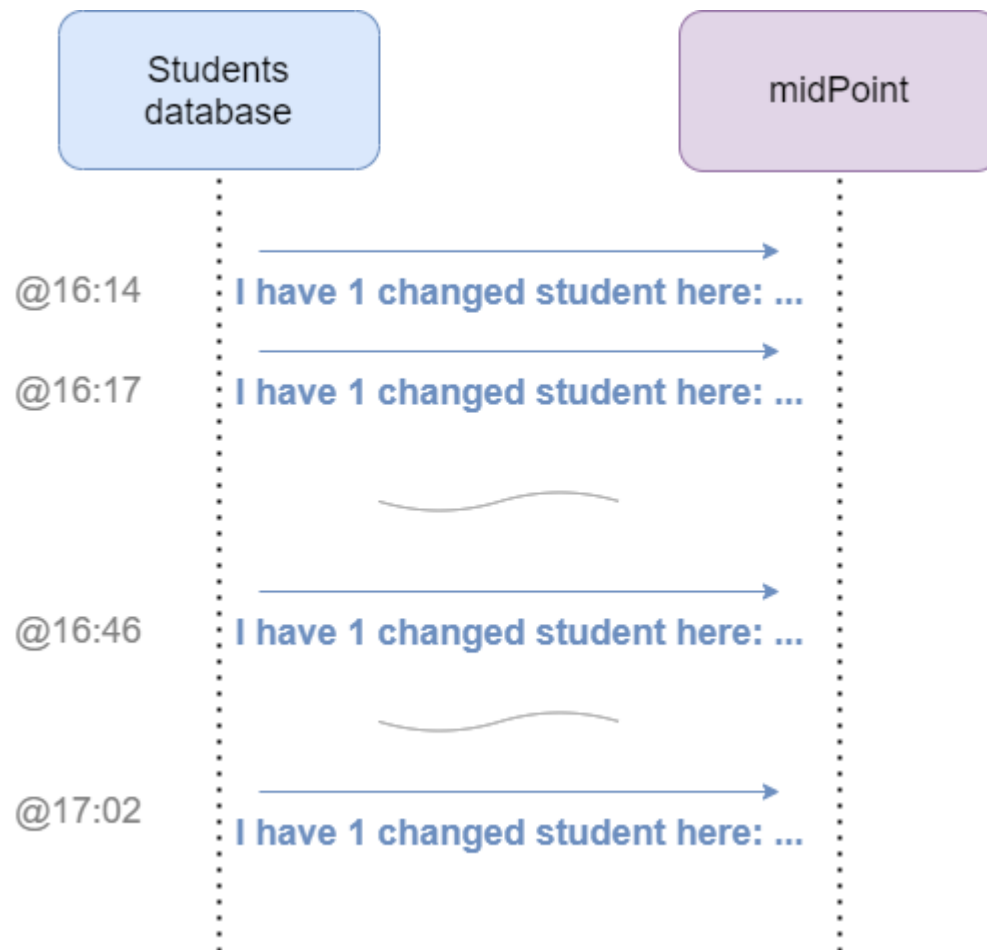 Students
database
midPoint
@16:14
I have 1 changed student here: ...
@16:17
I have 1 changed student here: ...
@16:46
I have 1 changed student here: ...
@17:02
I have 1 changed student here: ...